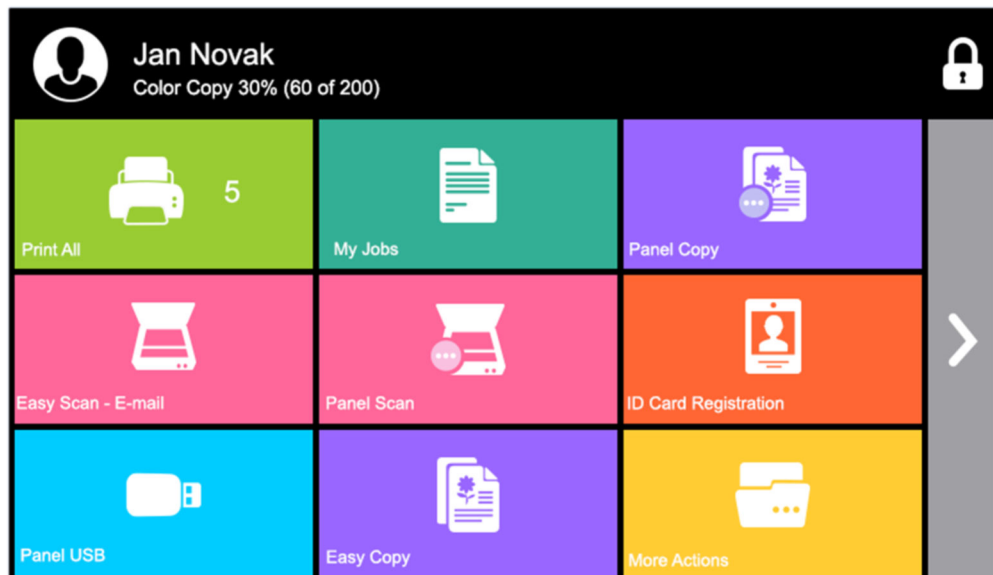 Jan Novak
Color Copy 30% (60 of 200)
5
Print All
My Jobs
Panel Copy
Easy Scan - E-mail
Panel Scan
ID Card Registration
Panel USB
Easy Copy
More Actions